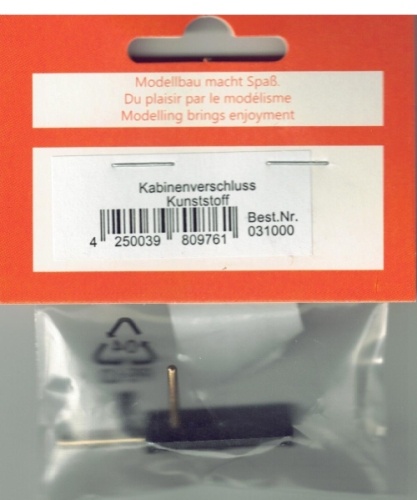 Modellbau macht Spaß.
Du plaisir par le modélisme
Modelling brings enjoyment
Kabinenverschluss
Kunststoff
Best.Nr.
031000
4 250039 809761